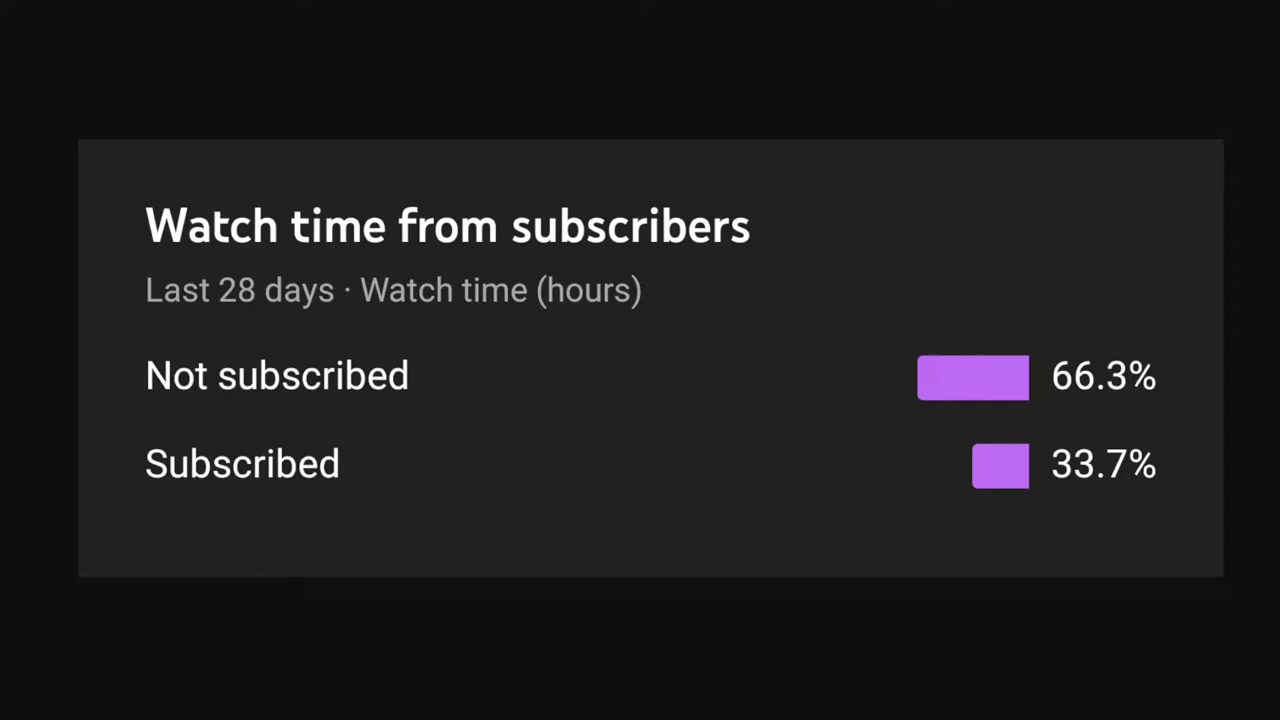 Watch time from subscribers
Last 28 days · Watch time (hours)
Not subscribed 66.3%
Subscribed 33.7%